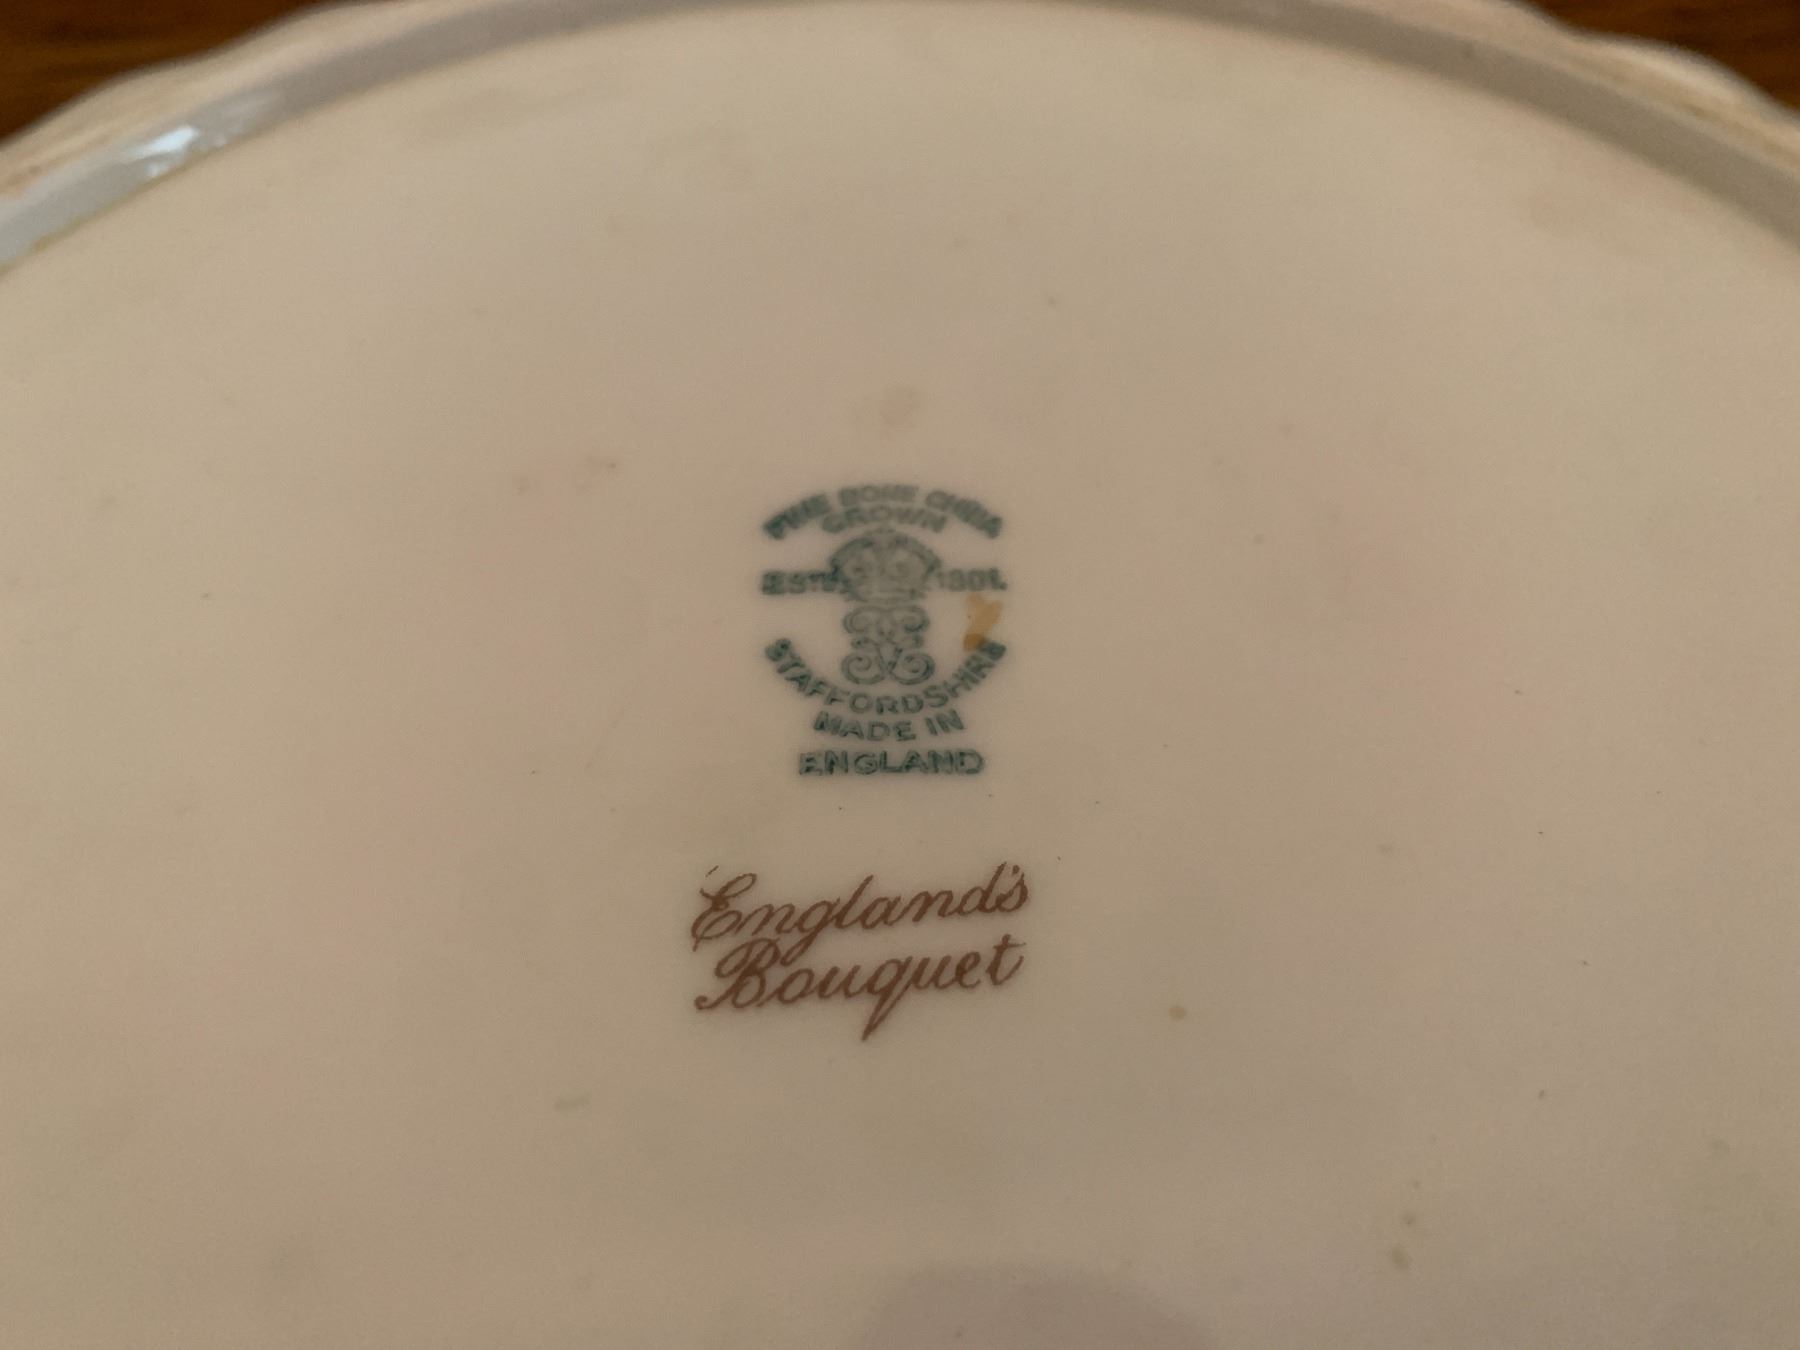 FINE BONE CHINA
CROWN
ESTD. 1801.
STAFFORDSHIRE
MADE IN
ENGLAND
England's
Bouquet